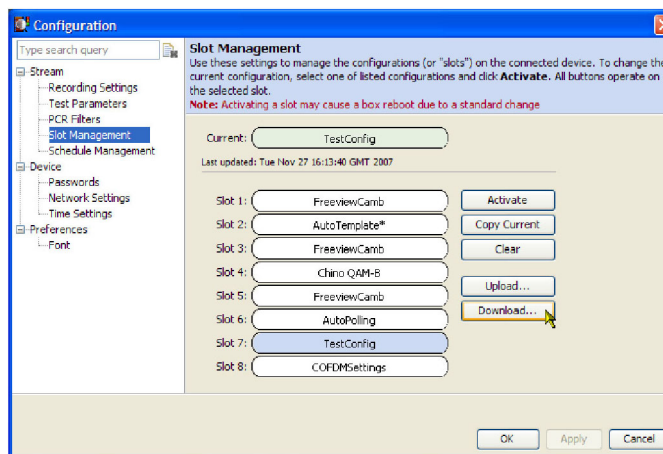 Configuration
Type search query
Stream
Recording Settings
Test Parameters
PCR Filters
Slot Management
Schedule Management
Device
Passwords
Network Settings
Time Settings
Preferences
Font
Slot Management
Use these settings to manage the configurations (or "slots") on the connected device. To change the
current configuration, select one of listed configurations and click Activate. All buttons operate on
the selected slot.
Note: Activating a slot may cause a box reboot due to a standard change
Current: TestConfig
Last updated: Tue Nov 27 16:13:40 GMT 2007
Slot 1: FreeviewCamb
Slot 2: AutoTemplate*
Slot 3: FreeviewCamb
Slot 4: Chino QAM-B
Slot 5: FreeviewCamb
Slot 6: AutoPolling
Slot 7: TestConfig
Slot 8: COFDMSettings
Activate
Copy Current
Clear
Upload...
Download...
OK Apply Cancel